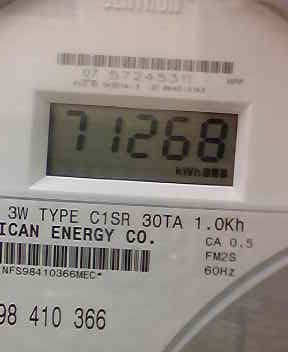 07 57245311
71268
kWh
3W TYPE C1SR 30TA 1.0Kh
ICAN ENERGY CO.
CA 0.5
FM2S
NFS98410366MEC*
60Hz
98 410 366